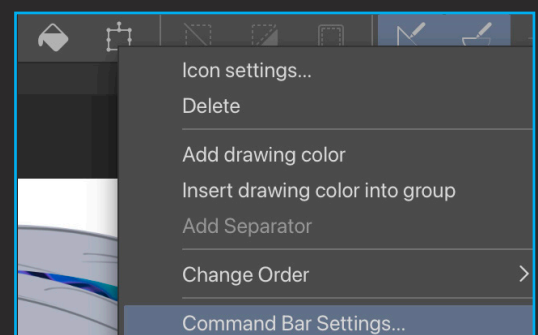 Icon settings...
Delete
Add drawing color
Insert drawing color into group
Add Separator
Change Order
Command Bar Settings...